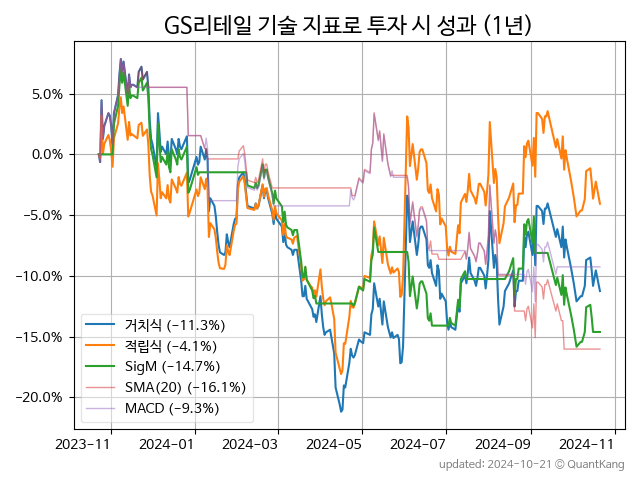 GS리테일 기술 지표로 투자 시 성과 (1년)
5.0%
0.0%
−5.0%
−10.0%
−15.0%
−20.0%
거치식 (−11.3%)
적립식 (−4.1%)
SigM (−14.7%)
SMA(20) (−16.1%)
MACD (−9.3%)
2023−11 2024−01 2024−03 2024−05 2024−07 2024−09 2024−11
updated: 2024-10-21 © QuantKang